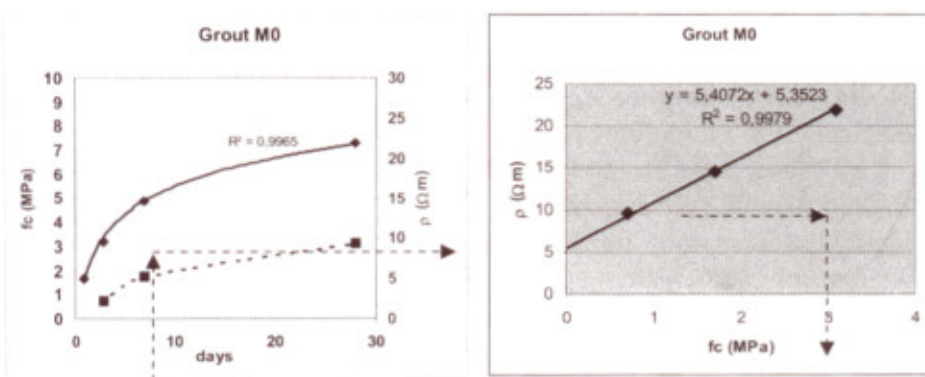 Grout M0
10
9
8
7
6
5
4
3
2
1
0
fc (MPa)
R² = 0,9965
30
25
20
15
10
5
0
ρ (Ω m)
0 10 20 30
days
Grout M0
25
20
15
10
5
0
ρ (Ω m)
y = 5,4072x + 5,3523
R² = 0,9979
0 1 2 3 4
fc (MPa)